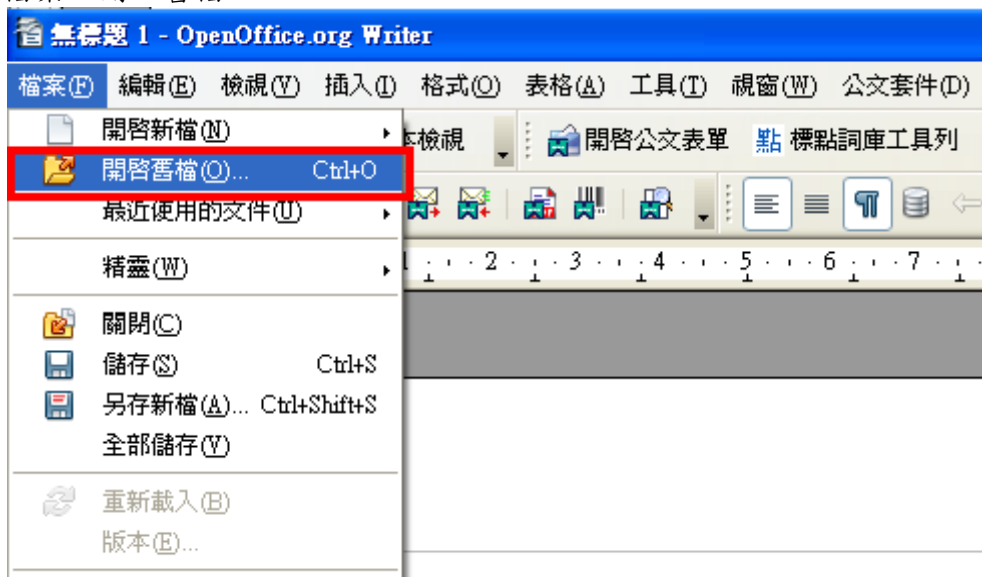 無標題 1 - OpenOffice.org Writer
檔案(F) 編輯(E) 檢視(V) 插入(I) 格式(O) 表格(A) 工具(T) 視窗(W) 公文套件(D)
開啓新檔(N)
檢視 開啓公文表單 點 標點詞庫工具列
開啓舊檔(O)... Ctrl+O
最近使用的文件(U)
精靈(W)
1 2 3 4 5 6 7
關閉(C)
儲存(S) Ctrl+S
另存新檔(A)... Ctrl+Shift+S
全部儲存(V)
重新載入(B)
版本(E)...